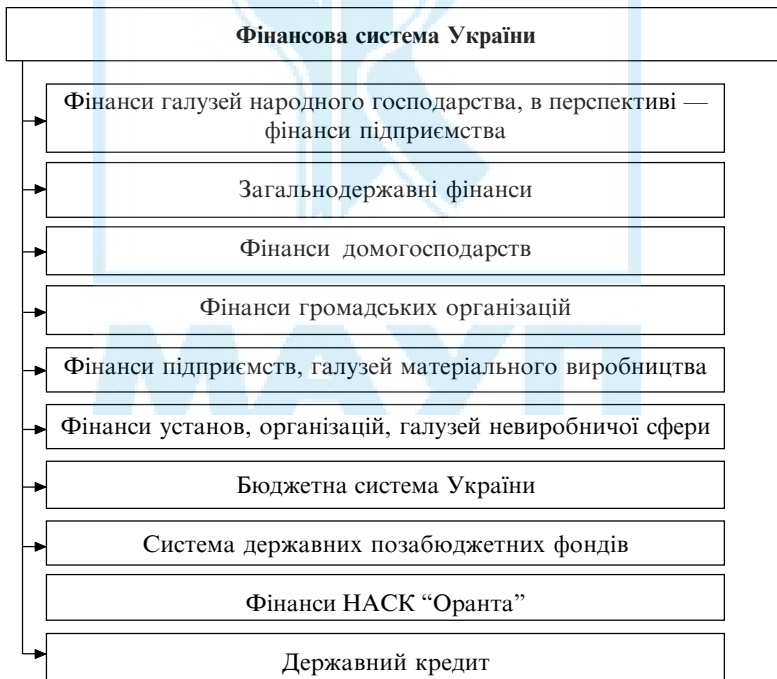 Фінансова система України
Фінанси галузей народного господарства, в перспективі —
фінанси підприємства
Загальнодержавні фінанси
Фінанси домогосподарств
Фінанси громадських організацій
МАУП
Фінанси підприємств, галузей матеріального виробництва
Фінанси установ, організацій, галузей невиробничої сфери
Бюджетна система України
Система державних позабюджетних фондів
Фінанси НАСК “Оранта”
Державний кредит